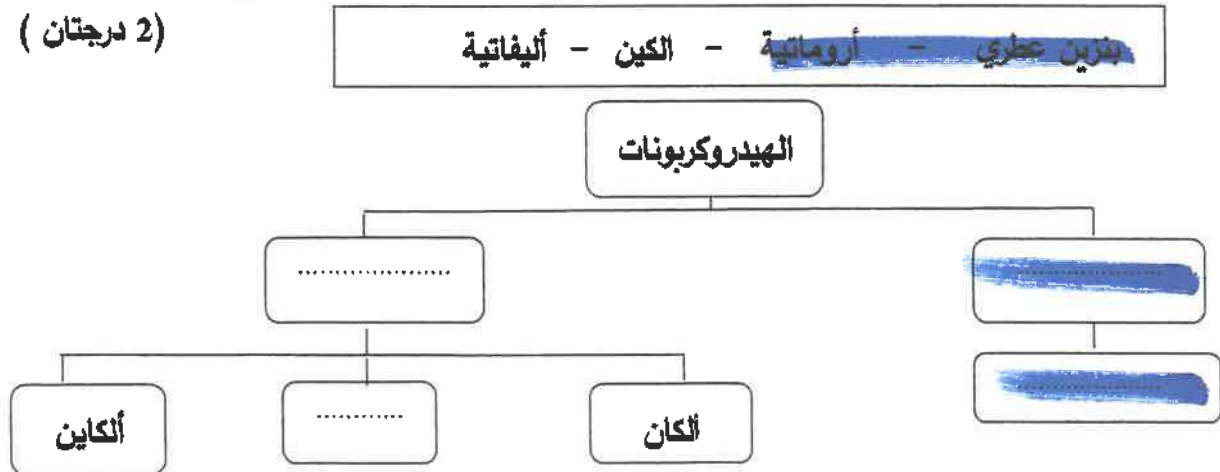 (2 درجتان )
بنزين عطري - أروماتية - الكين - أليفاتية
الهيدروكربونات
....................
....................
....................
ألكان
............
ألكاين